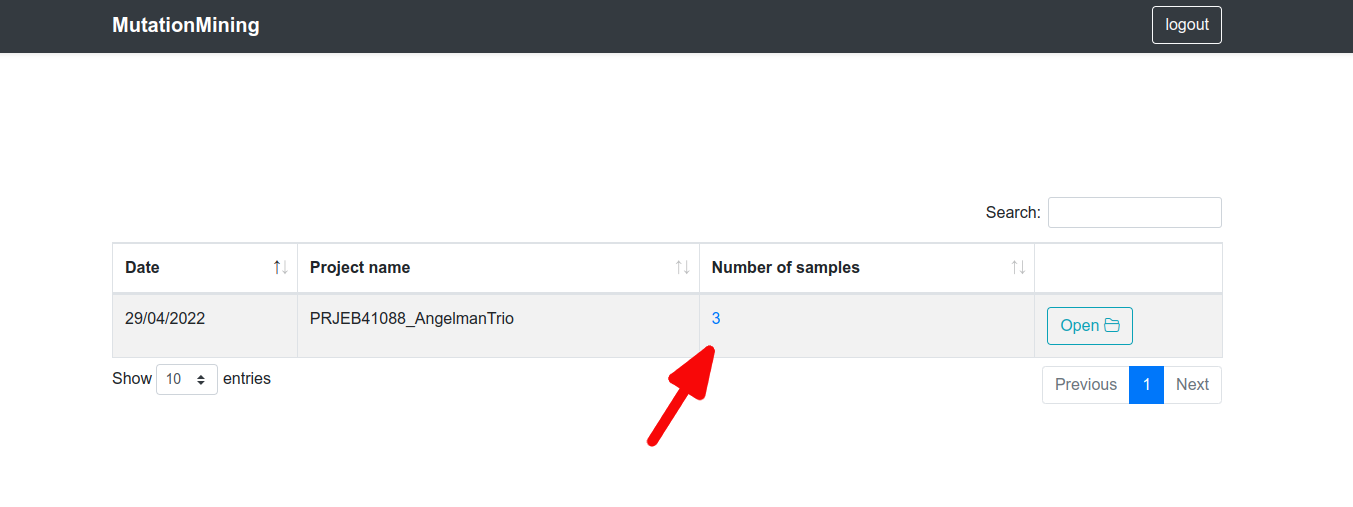 MutationMining logout
Search:
Date Project name Number of samples
29/04/2022 PRJEB41088_AngelmanTrio 3 Open
Show 10 entries Previous 1 Next